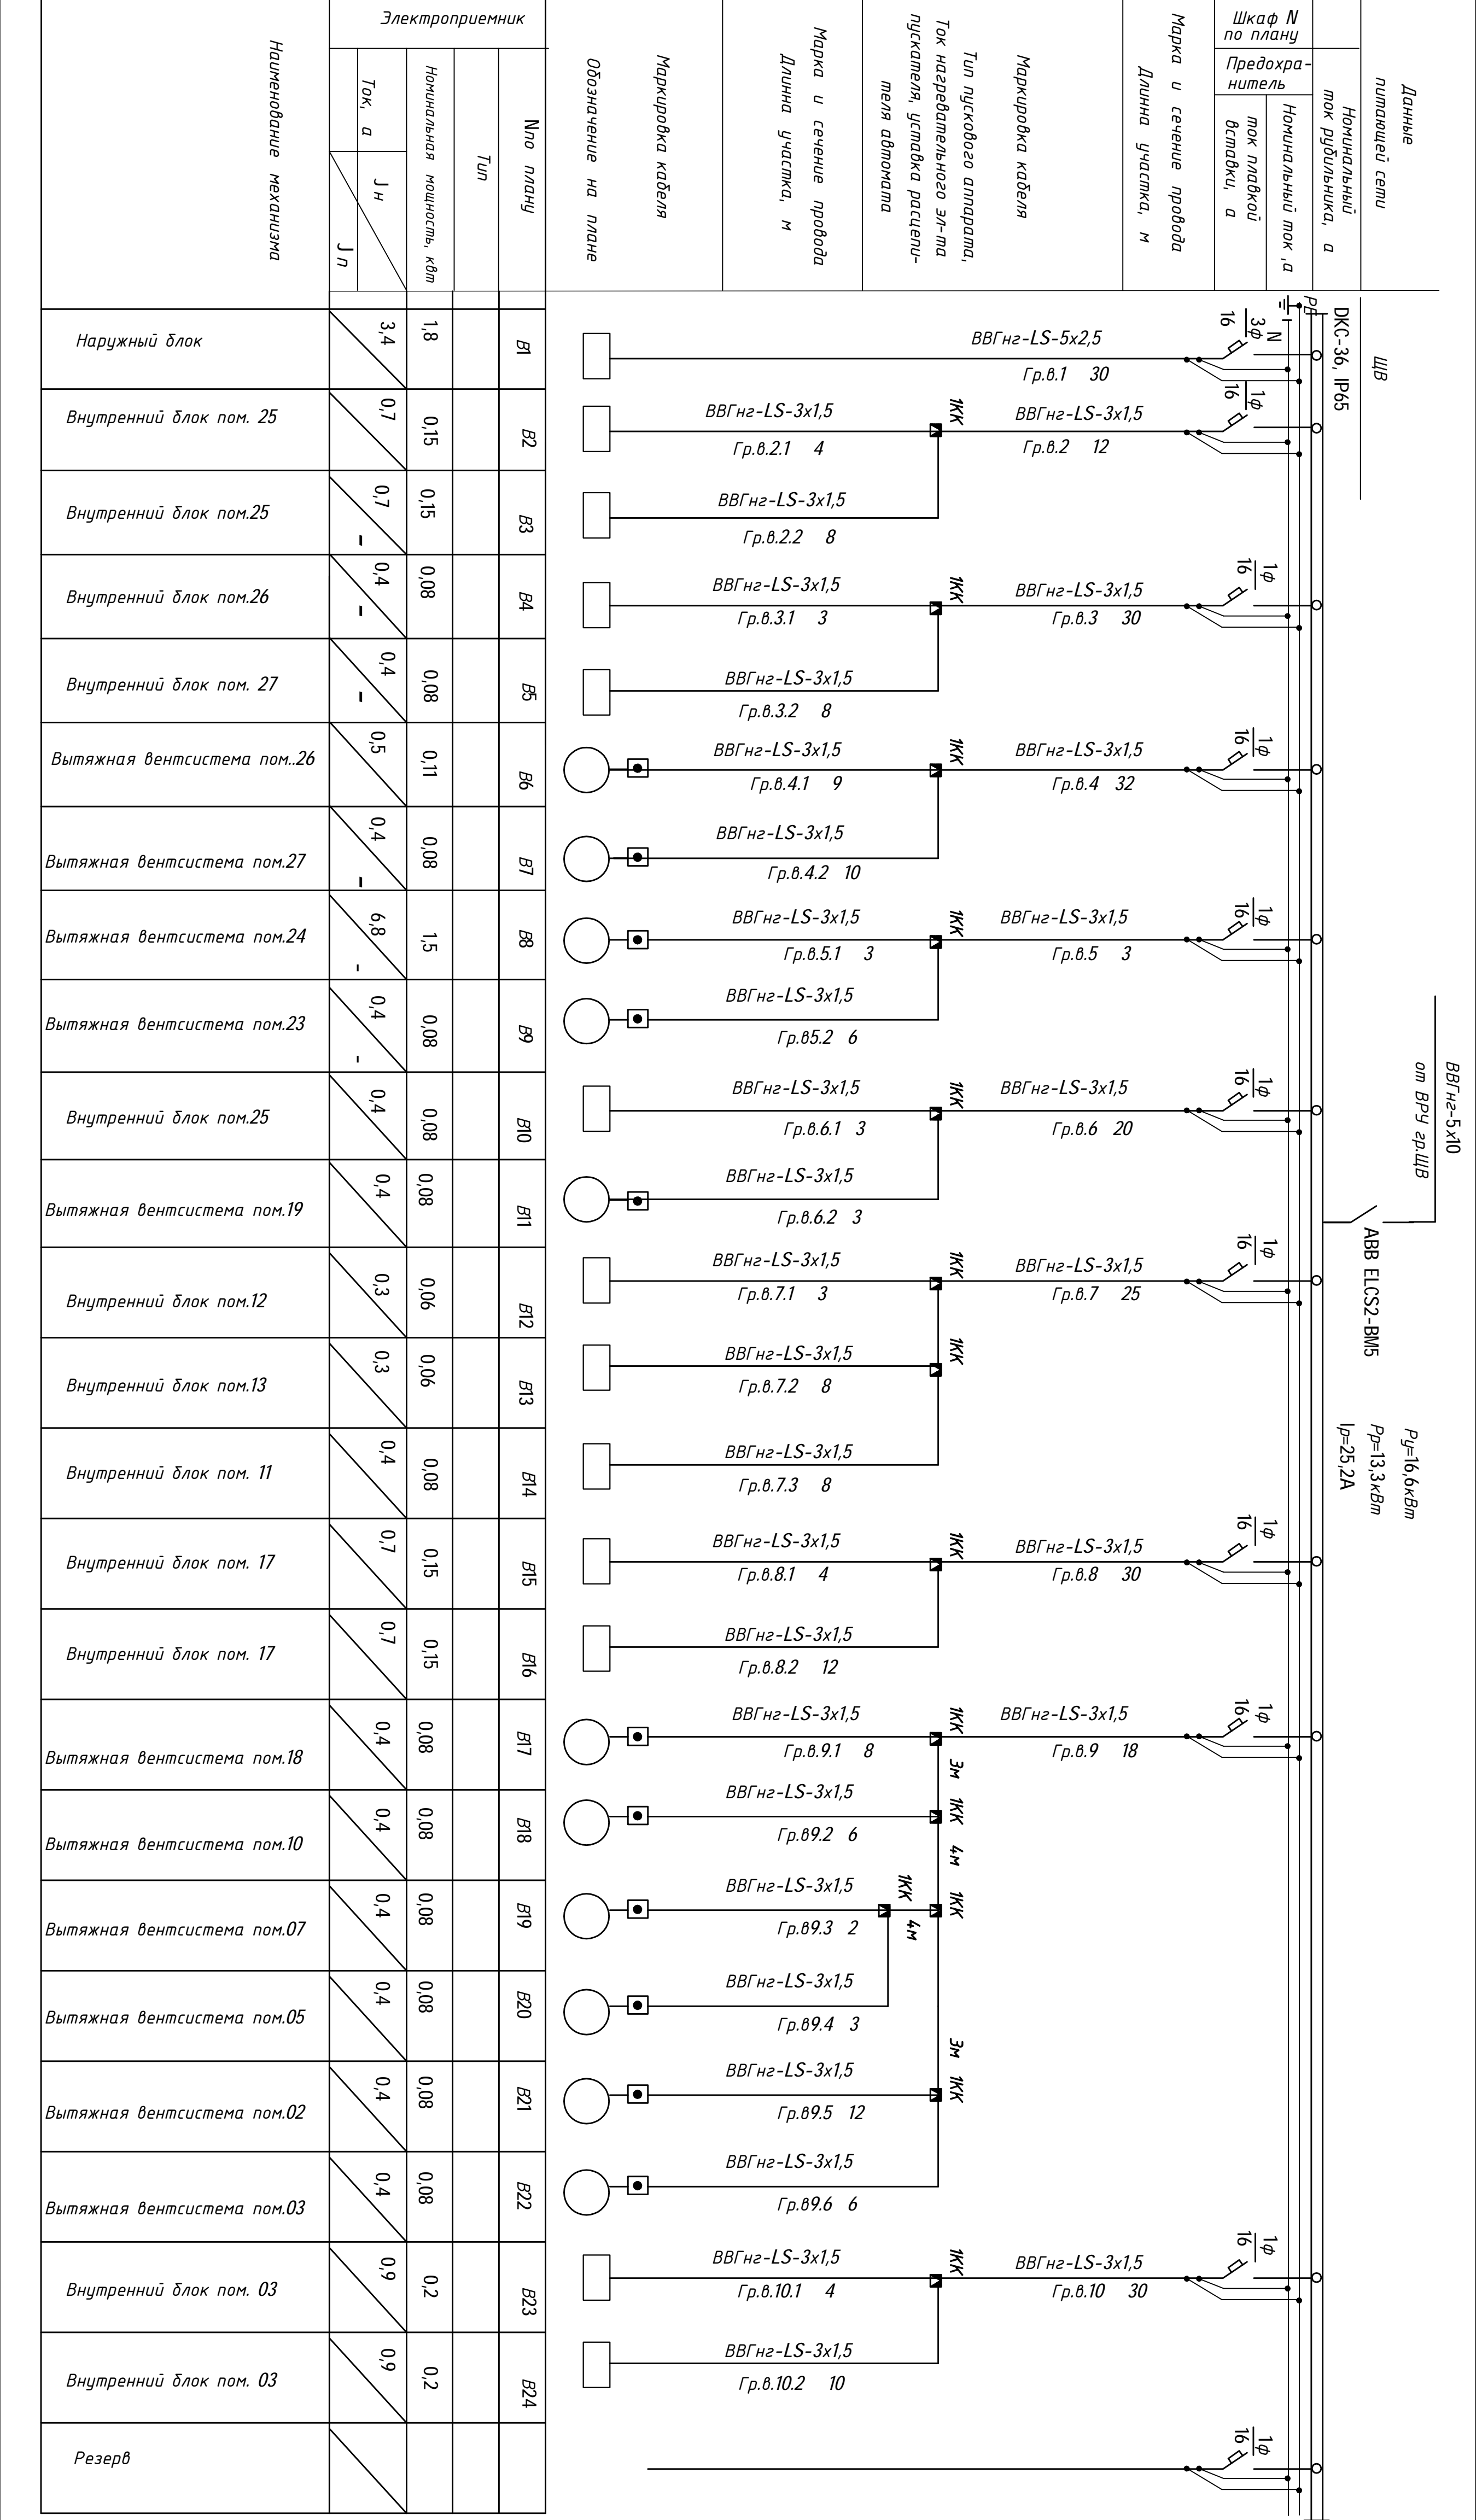 Данные
питающей сети
Номинальный
ток рубильника, а
Шкаф N
по плану
Предохра-
нитель
Номинальный ток ,а
ток плавкой
вставки, а
Марка и сечение провода
Длинна участка, м
Маркировка кабеля
Тип пускового аппарата,
Ток нагревательного эл-та
пускателя, уставка расцепи-
теля автомата
Марка и сечение провода
Длинна участка, м
Маркировка кабеля
Обозначение на плане
Электроприемник
Nпо плану
Тип
Номинальная мощность, квт
Ток, а
Jн
Jп
Наименование механизма
ЩВ
DKC-36, IP65
PE
N
ВВГнг-5х10
от ВРУ гр.ЩВ
ABB ELCS2-BM5
Ру=16,6кВт
Рр=13,3кВт
Iр=25,2А
Наружный блок
3,4
1,8
В1
ВВГнг-LS-5х2,5
Гр.в.1 30
3ф
16
Внутренний блок пом. 25
0,7
0,15
В2
ВВГнг-LS-3х1,5
Гр.в.2.1 4
1КК
ВВГнг-LS-3х1,5
Гр.в.2 12
1ф
16
Внутренний блок пом.25
0,7
-
0,15
В3
ВВГнг-LS-3х1,5
Гр.в.2.2 8
Внутренний блок пом.26
0,4
-
0,08
В4
ВВГнг-LS-3х1,5
Гр.в.3.1 3
1КК
ВВГнг-LS-3х1,5
Гр.в.3 30
1ф
16
Внутренний блок пом. 27
0,4
-
0,08
В5
ВВГнг-LS-3х1,5
Гр.в.3.2 8
Вытяжная вентсистема пом..26
0,5
0,11
В6
ВВГнг-LS-3х1,5
Гр.в.4.1 9
1КК
ВВГнг-LS-3х1,5
Гр.в.4 32
1ф
16
Вытяжная вентсистема пом.27
0,4
-
0,08
В7
ВВГнг-LS-3х1,5
Гр.в.4.2 10
Вытяжная вентсистема пом.24
6,8
-
1,5
В8
ВВГнг-LS-3х1,5
Гр.в.5.1 3
1КК
ВВГнг-LS-3х1,5
Гр.в.5 3
1ф
16
Вытяжная вентсистема пом.23
0,4
-
0,08
В9
ВВГнг-LS-3х1,5
Гр.в5.2 6
Внутренний блок пом.25
0,4
0,08
В10
ВВГнг-LS-3х1,5
Гр.в.6.1 3
1КК
ВВГнг-LS-3х1,5
Гр.в.6 20
1ф
16
Вытяжная вентсистема пом.19
0,4
0,08
В11
ВВГнг-LS-3х1,5
Гр.в.6.2 3
Внутренний блок пом.12
0,3
0,06
В12
ВВГнг-LS-3х1,5
Гр.в.7.1 3
1КК
ВВГнг-LS-3х1,5
Гр.в.7 25
1ф
16
Внутренний блок пом.13
0,3
0,06
В13
ВВГнг-LS-3х1,5
Гр.в.7.2 8
1КК
Внутренний блок пом. 11
0,4
0,08
В14
ВВГнг-LS-3х1,5
Гр.в.7.3 8
Внутренний блок пом. 17
0,7
0,15
В15
ВВГнг-LS-3х1,5
Гр.в.8.1 4
1КК
ВВГнг-LS-3х1,5
Гр.в.8 30
1ф
16
Внутренний блок пом. 17
0,7
0,15
В16
ВВГнг-LS-3х1,5
Гр.в.8.2 12
Вытяжная вентсистема пом.18
0,4
0,08
В17
ВВГнг-LS-3х1,5
Гр.в.9.1 8
1КК
3м
ВВГнг-LS-3х1,5
Гр.в.9 18
1ф
16
Вытяжная вентсистема пом.10
0,4
0,08
В18
ВВГнг-LS-3х1,5
Гр.в9.2 6
1КК
4м
Вытяжная вентсистема пом.07
0,4
0,08
В19
ВВГнг-LS-3х1,5
Гр.в9.3 2
1КК
4м
1КК
Вытяжная вентсистема пом.05
0,4
0,08
В20
ВВГнг-LS-3х1,5
Гр.в9.4 3
3м
Вытяжная вентсистема пом.02
0,4
0,08
В21
ВВГнг-LS-3х1,5
Гр.в9.5 12
1КК
Вытяжная вентсистема пом.03
0,4
0,08
В22
ВВГнг-LS-3х1,5
Гр.в9.6 6
Внутренний блок пом. 03
0,9
0,2
В23
ВВГнг-LS-3х1,5
Гр.в.10.1 4
1КК
ВВГнг-LS-3х1,5
Гр.в.10 30
1ф
16
Внутренний блок пом. 03
0,9
0,2
В24
ВВГнг-LS-3х1,5
Гр.в.10.2 10
Резерв
1ф
16